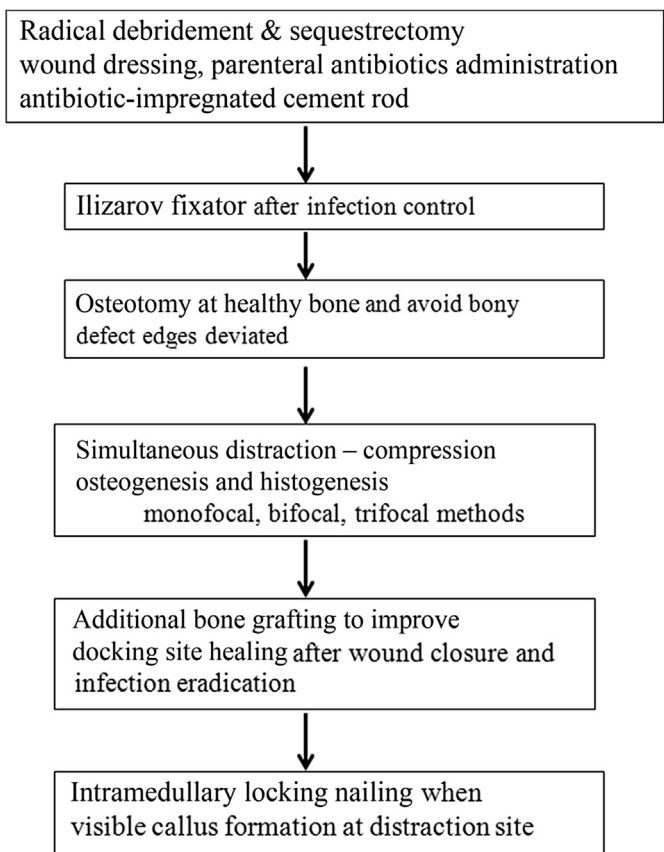 Radical debridement & sequestrectomy
wound dressing, parenteral antibiotics administration
antibiotic-impregnated cement rod
Ilizarov fixator after infection control
Osteotomy at healthy bone and avoid bony
defect edges deviated
Simultaneous distraction – compression
osteogenesis and histogenesis
monofocal, bifocal, trifocal methods
Additional bone grafting to improve
docking site healing after wound closure and
infection eradication
Intramedullary locking nailing when
visible callus formation at distraction site